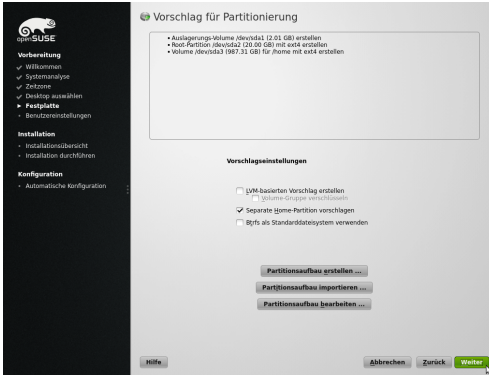 openSUSE
Vorbereitung
Willkommen
Systemanalyse
Zeitzone
Desktop auswählen
Festplatte
Benutzereinstellungen
Installation
Installationsübersicht
Installation durchführen
Konfiguration
Automatische Konfiguration
Vorschlag für Partitionierung
Auslagerungs-Volume /dev/sda1 (2.01 GB) erstellen
Root-Partition /dev/sda2 (20.00 GB) mit ext4 erstellen
Volume /dev/sda3 (987.31 GB) für /home mit ext4 erstellen
Vorschlagseinstellungen
LVM-basierten Vorschlag erstellen
Volume-Gruppe verschlüsseln
Separate Home-Partition vorschlagen
Btrfs als Standarddateisystem verwenden
Partitionsaufbau erstellen ...
Partitionsaufbau importieren ...
Partitionsaufbau bearbeiten ...
Hilfe
Abbrechen
Zurück
Weiter